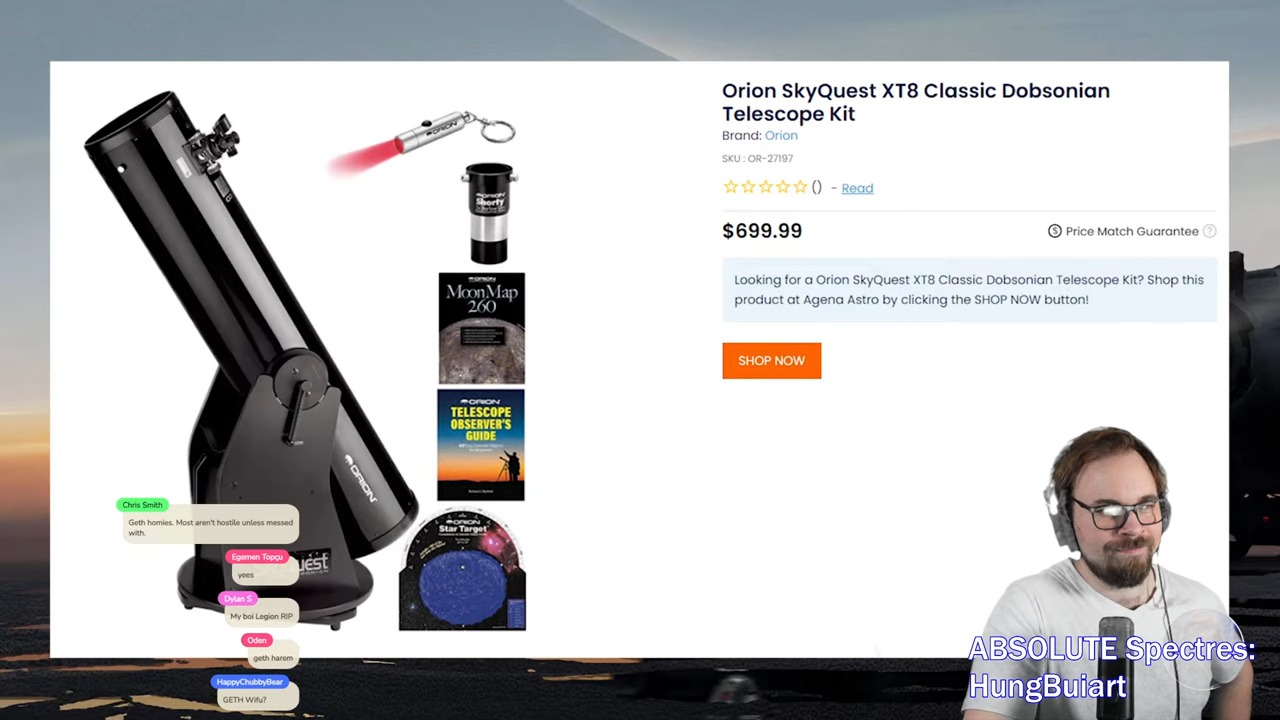 Orion SkyQuest XT8 Classic Dobsonian
Telescope Kit
Brand: Orion
SKU : OR-27197
() - Read
$699.99
$ Price Match Guarantee ?
Looking for a Orion SkyQuest XT8 Classic Dobsonian Telescope Kit? Shop this
product at Agena Astro by clicking the SHOP NOW button!
SHOP NOW
ORION
ORION
Shorty
ORION
MoonMap
260
ORION
TELESCOPE
OBSERVER'S
GUIDE
ORION
Star Target
ORION
uest
Chris Smith
Geth homies. Most aren't hostile unless messed
with.
Egemen Topçu
yees
Dylan S
My boi Legion RIP
Oden
geth harem
HappyChubbyBear
GETH Wifu?
ABSOLUTE Spectres:
HungBuiart